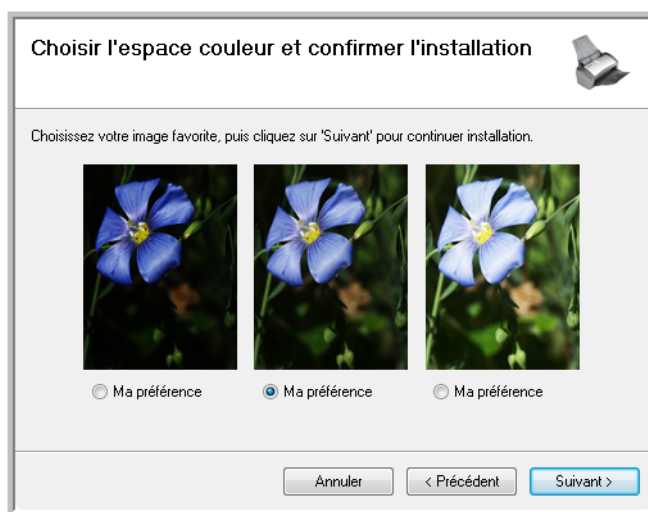 Choisir l'espace couleur et confirmer l'installation
Choisissez votre image favorite, puis cliquez sur 'Suivant' pour continuer installation.
Ma préférence Ma préférence Ma préférence
Annuler < Précédent Suivant >